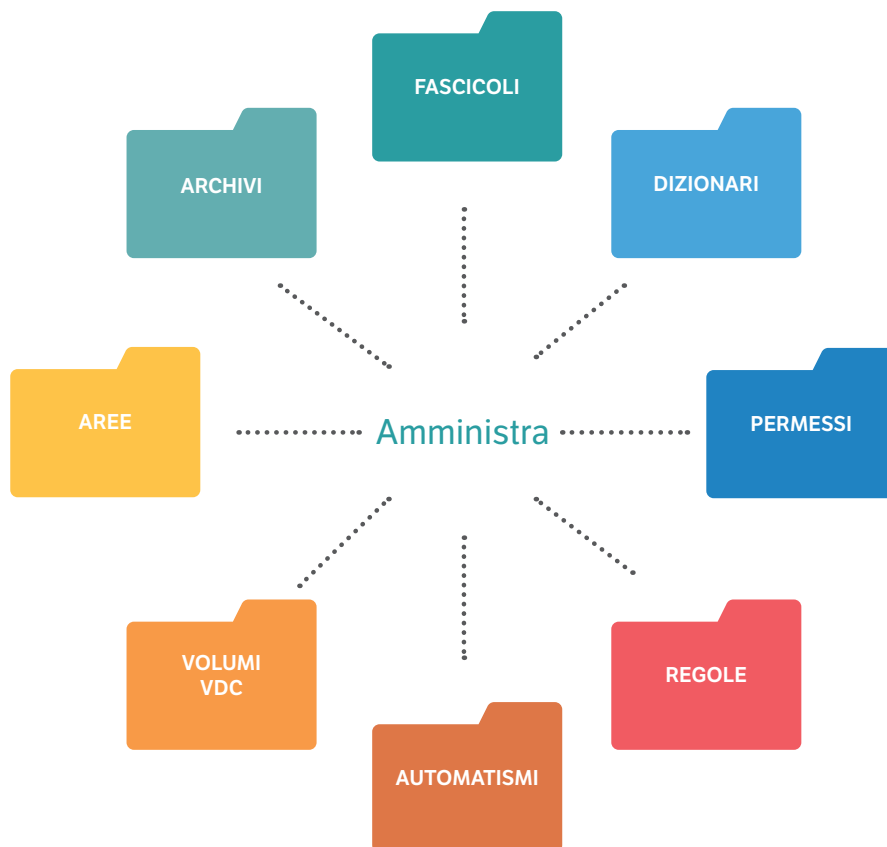 FASCICOLI
ARCHIVI
DIZIONARI
AREE
Amministra
PERMESSI
VOLUMI
VDC
REGOLE
AUTOMATISMI